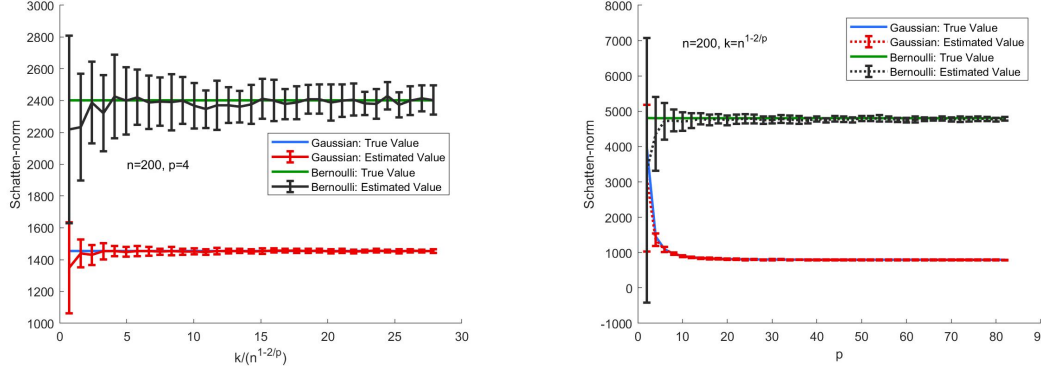 3000
2800
2600
2400
2200
2000
1800
1600
1400
1200
1000
Schatten-norm
n=200, p=4
Gaussian: True Value
Gaussian: Estimated Value
Bernoulli: True Value
Bernoulli: Estimated Value
0 5 10 15 20 25 30
k/(n^{1-2/p})
8000
7000
6000
5000
4000
3000
2000
1000
0
-1000
Schatten-norm
n=200, k=n^{1-2/p}
Gaussian: True Value
Gaussian: Estimated Value
Bernoulli: True Value
Bernoulli: Estimated Value
0 10 20 30 40 50 60 70 80 9
p